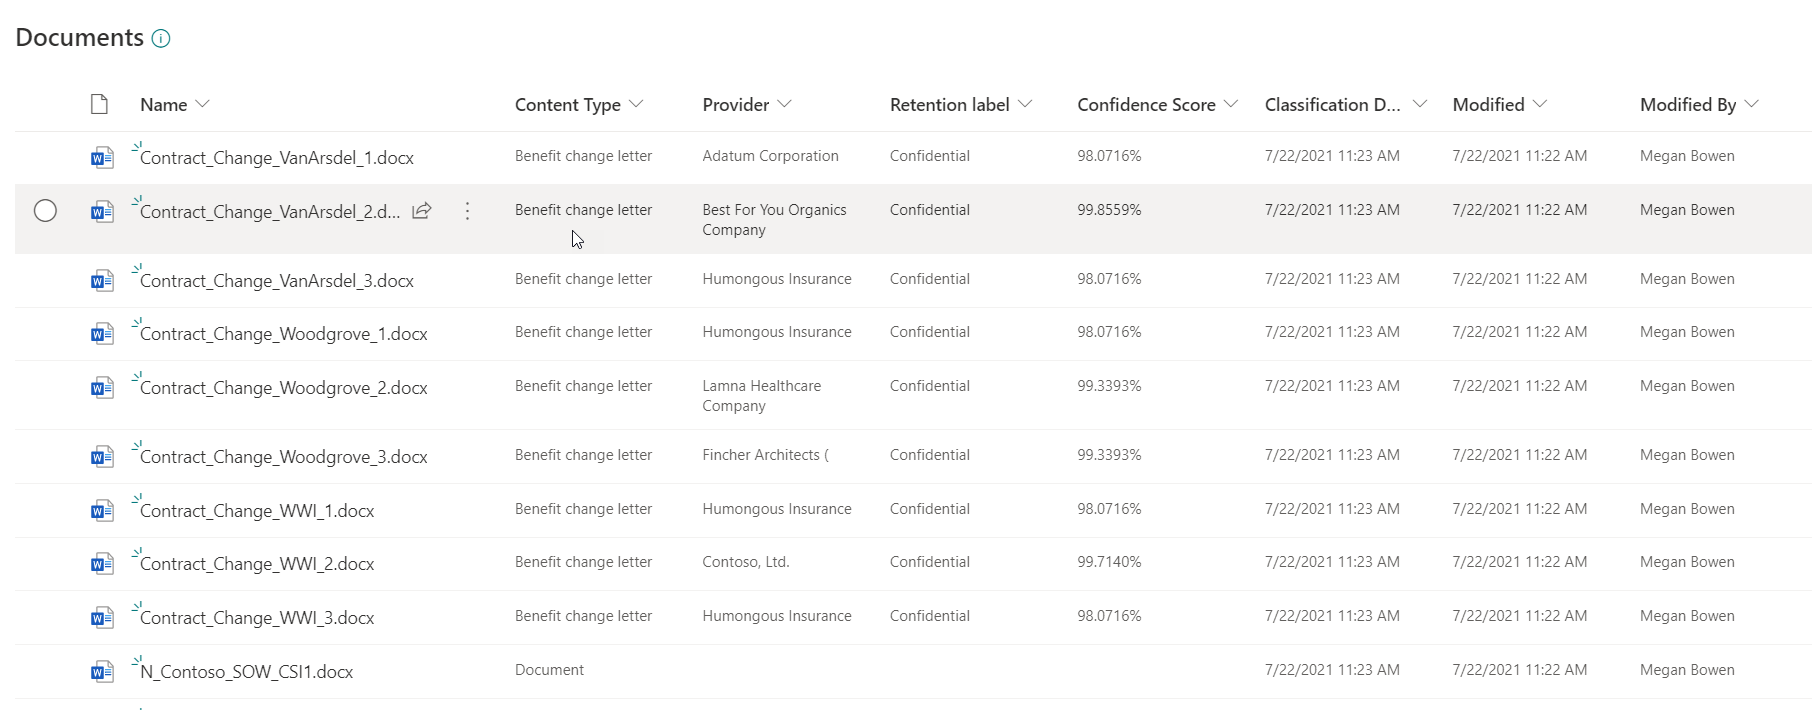 Documents
Name Content Type Provider Retention label Confidence Score Classification D... Modified Modified By
Contract_Change_VanArsdel_1.docx Benefit change letter Adatum Corporation Confidential 98.0716% 7/22/2021 11:23 AM 7/22/2021 11:22 AM Megan Bowen
Contract_Change_VanArsdel_2.d... Benefit change letter Best For You Organics Confidential 99.8559% 7/22/2021 11:23 AM 7/22/2021 11:22 AM Megan Bowen
Company
Contract_Change_VanArsdel_3.docx Benefit change letter Humongous Insurance Confidential 98.0716% 7/22/2021 11:23 AM 7/22/2021 11:22 AM Megan Bowen
Contract_Change_Woodgrove_1.docx Benefit change letter Humongous Insurance Confidential 98.0716% 7/22/2021 11:23 AM 7/22/2021 11:22 AM Megan Bowen
Contract_Change_Woodgrove_2.docx Benefit change letter Lamna Healthcare Confidential 99.3393% 7/22/2021 11:23 AM 7/22/2021 11:22 AM Megan Bowen
Company
Contract_Change_Woodgrove_3.docx Benefit change letter Fincher Architects ( Confidential 99.3393% 7/22/2021 11:23 AM 7/22/2021 11:22 AM Megan Bowen
Contract_Change_WWI_1.docx Benefit change letter Humongous Insurance Confidential 98.0716% 7/22/2021 11:23 AM 7/22/2021 11:22 AM Megan Bowen
Contract_Change_WWI_2.docx Benefit change letter Contoso, Ltd. Confidential 99.7140% 7/22/2021 11:23 AM 7/22/2021 11:22 AM Megan Bowen
Contract_Change_WWI_3.docx Benefit change letter Humongous Insurance Confidential 98.0716% 7/22/2021 11:23 AM 7/22/2021 11:22 AM Megan Bowen
N_Contoso_SOW_CSI1.docx Document 7/22/2021 11:23 AM 7/22/2021 11:22 AM Megan Bowen